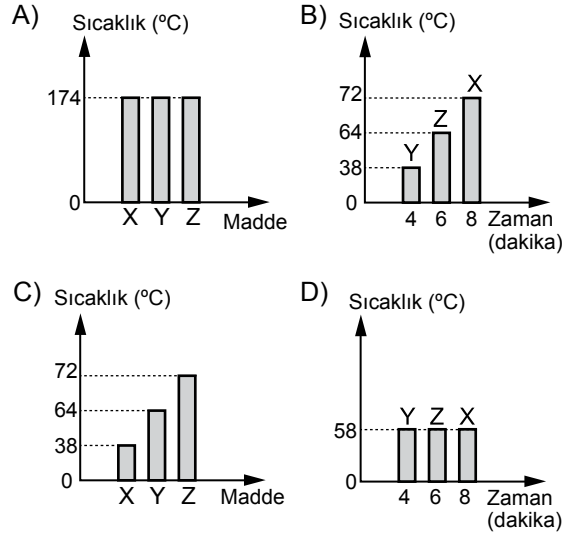 A) Sıcaklık (ºC)
174
0
X Y Z Madde
B) Sıcaklık (ºC)
72
64
38
0
Y Z X
4 6 8 Zaman
(dakika)
C) Sıcaklık (ºC)
72
64
38
0
X Y Z Madde
D) Sıcaklık (ºC)
58
0
Y Z X
4 6 8 Zaman
(dakika)